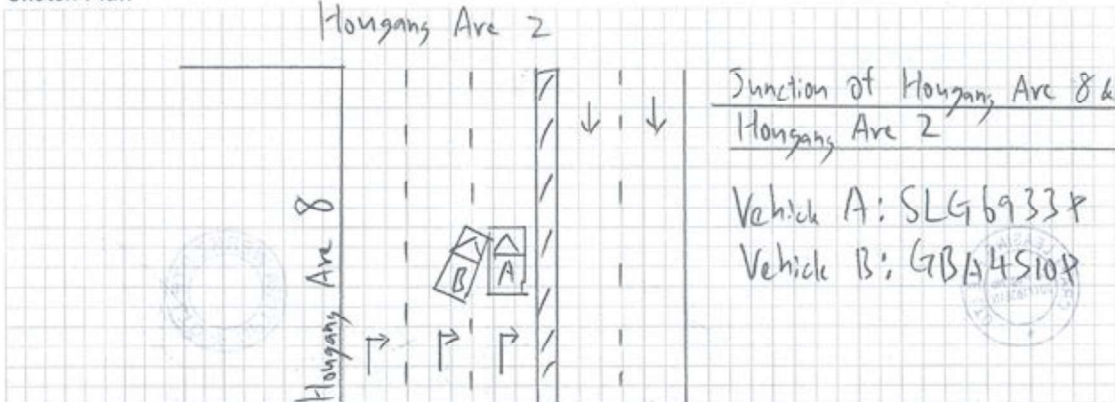 Hougang Ave 2
Junction of Hougang Ave 8 &
Hougang Ave 2
Hougang Ave 8
Vehicle A: SLG6933P
Vehicle B: GBA4510P
B
A